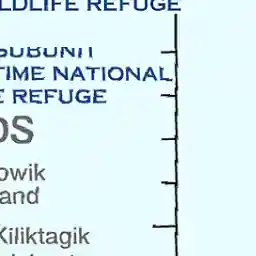 LDLIFE REFUGE
SUBUNIT
TIME NATIONAL
E REFUGE
DS
owik
and
Kiliktagik